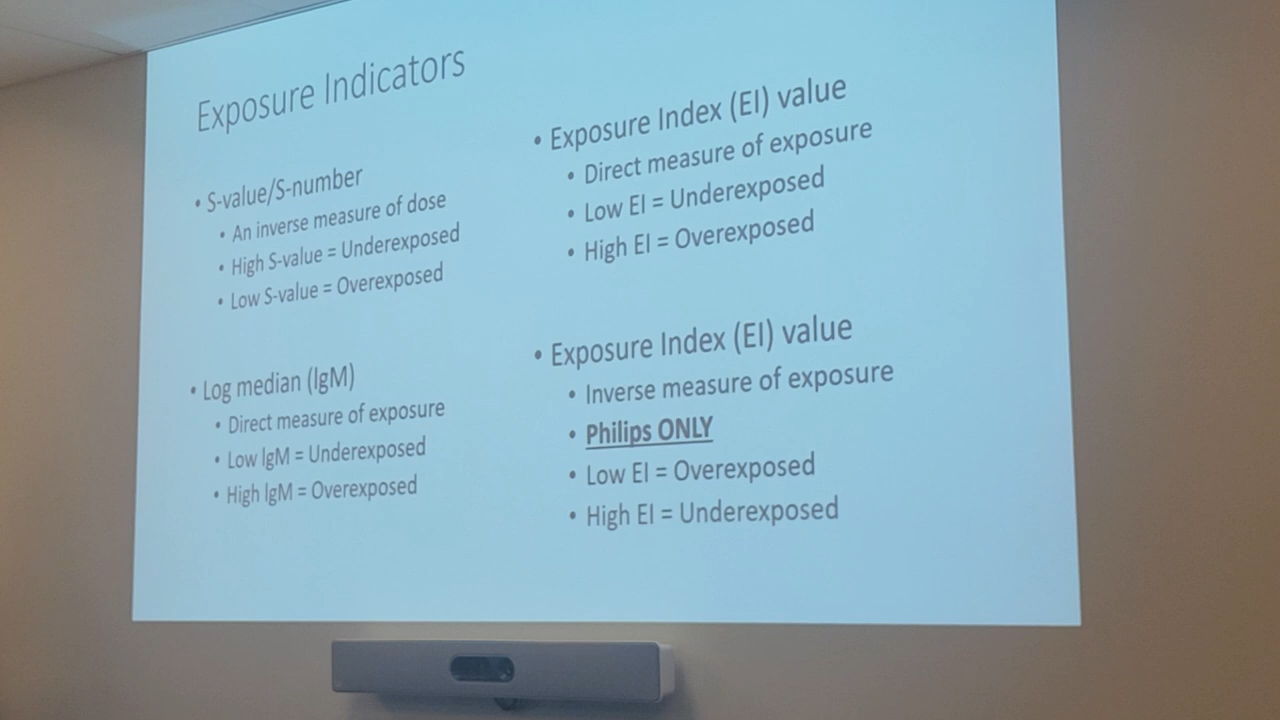 Exposure Indicators
• S-value/S-number
• An inverse measure of dose
• High S-value = Underexposed
• Low S-value = Overexposed
• Log median (lgM)
• Direct measure of exposure
• Low lgM = Underexposed
• High lgM = Overexposed
• Exposure Index (EI) value
• Direct measure of exposure
• Low EI = Underexposed
• High EI = Overexposed
• Exposure Index (EI) value
• Inverse measure of exposure
• Philips ONLY
• Low EI = Overexposed
• High EI = Underexposed